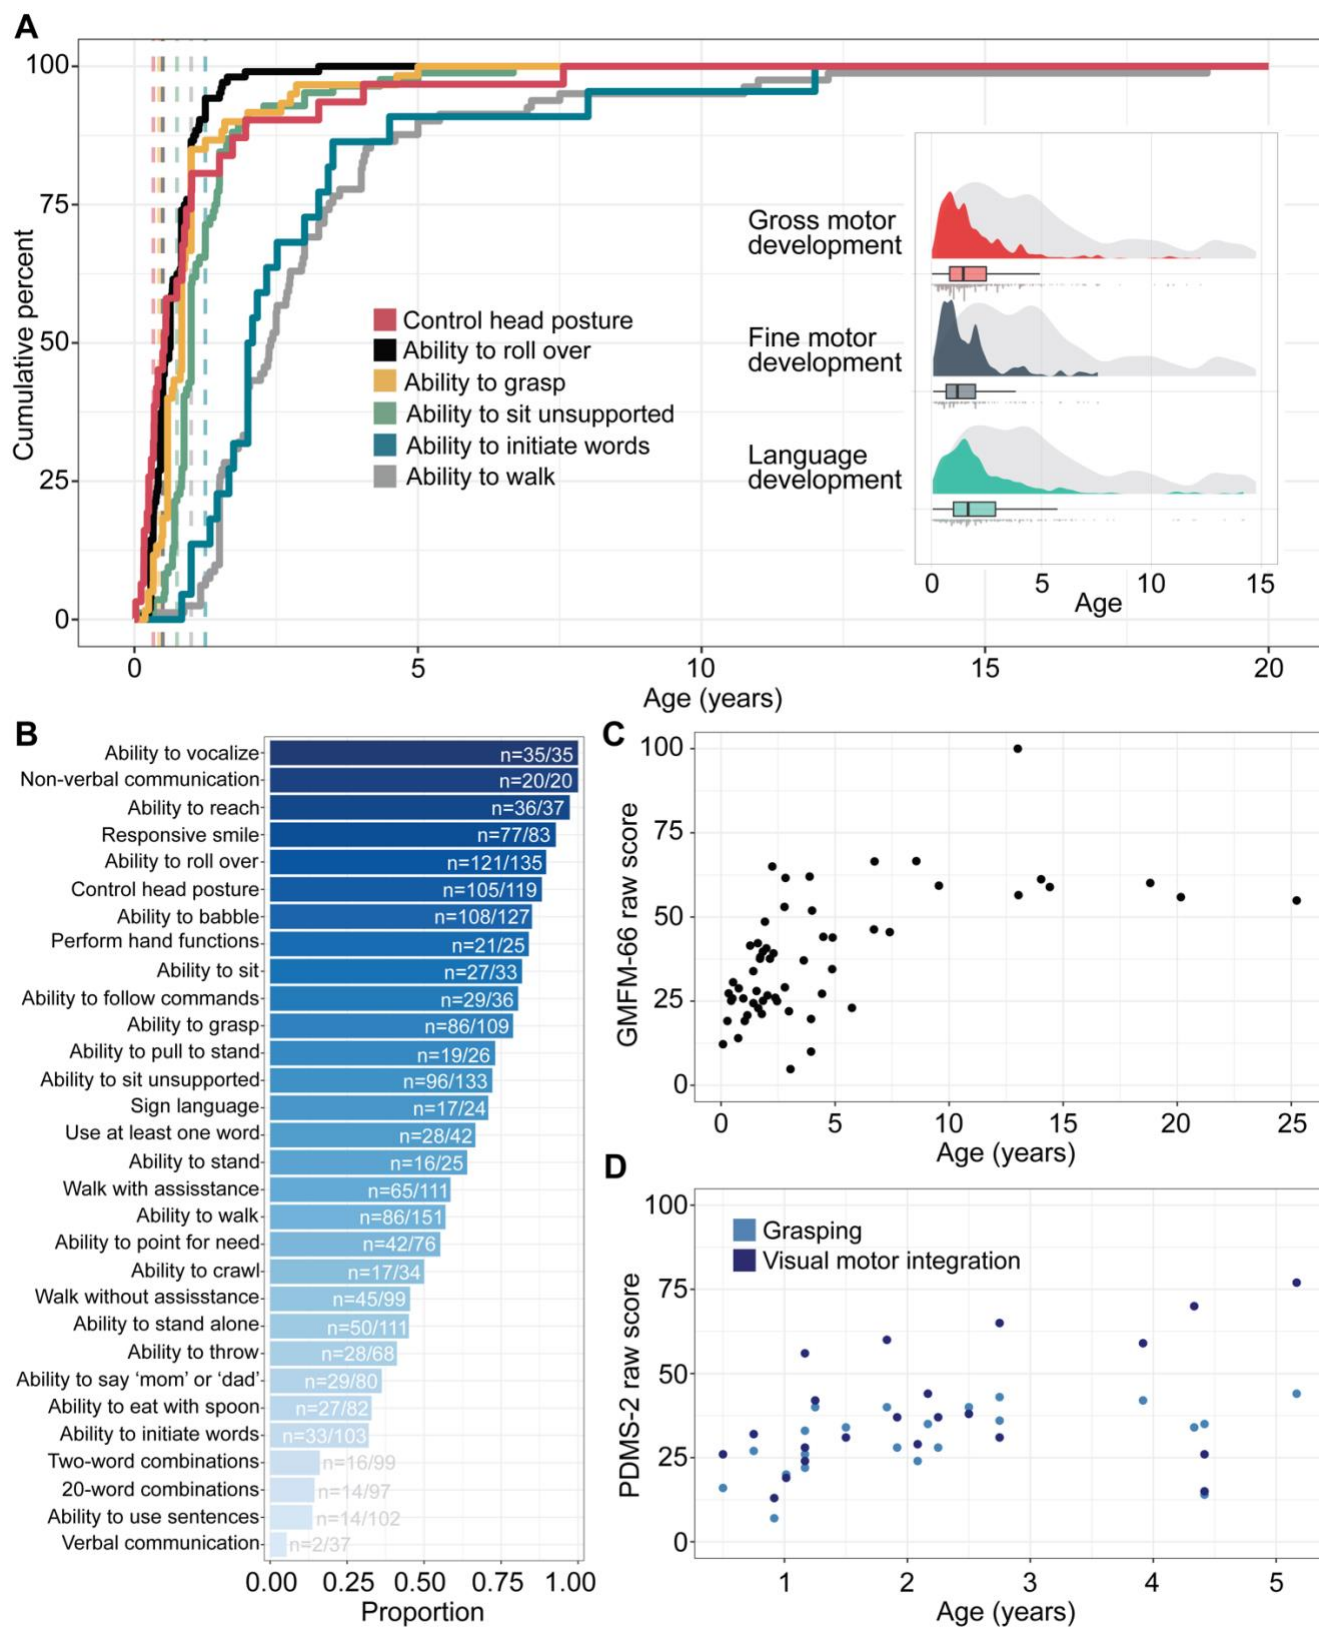 A
100
75
50
25
0
Cumulative percent
0 5 10 15 20
Age (years)
Control head posture
Ability to roll over
Ability to grasp
Ability to sit unsupported
Ability to initiate words
Ability to walk
Gross motor
development
Fine motor
development
Language
development
0 5 10 15
Age
B
Ability to vocalize n=35/35
Non-verbal communication n=20/20
Ability to reach n=36/37
Responsive smile n=77/83
Ability to roll over n=121/135
Control head posture n=105/119
Ability to babble n=108/127
Perform hand functions n=21/25
Ability to sit n=27/33
Ability to follow commands n=29/36
Ability to grasp n=86/109
Ability to pull to stand n=19/26
Ability to sit unsupported n=96/133
Sign language n=17/24
Use at least one word n=28/42
Ability to stand n=16/25
Walk with assisstance n=65/111
Ability to walk n=86/151
Ability to point for need n=42/76
Ability to crawl n=17/34
Walk without assisstance n=45/99
Ability to stand alone n=50/111
Ability to throw n=28/68
Ability to say ‘mom’ or ‘dad’ n=29/80
Ability to eat with spoon n=27/82
Ability to initiate words n=33/103
Two-word combinations n=16/99
20-word combinations n=14/97
Ability to use sentences n=14/102
Verbal communication n=2/37
0.00 0.25 0.50 0.75 1.00
Proportion
C
100
75
50
25
0
GMFM-66 raw score
0 5 10 15 20 25
Age (years)
D
100
75
50
25
0
PDMS-2 raw score
Grasping
Visual motor integration
1 2 3 4 5
Age (years)